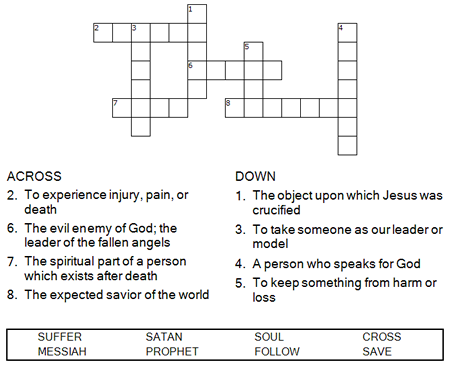 1
2
3
4
5
6
7
8
ACROSS
2. To experience injury, pain, or
death
6. The evil enemy of God; the
leader of the fallen angels
7. The spiritual part of a person
which exists after death
8. The expected savior of the world
DOWN
1. The object upon which Jesus was
crucified
3. To take someone as our leader or
model
4. A person who speaks for God
5. To keep something from harm or
loss
SUFFER SATAN SOUL CROSS
MESSIAH PROPHET FOLLOW SAVE